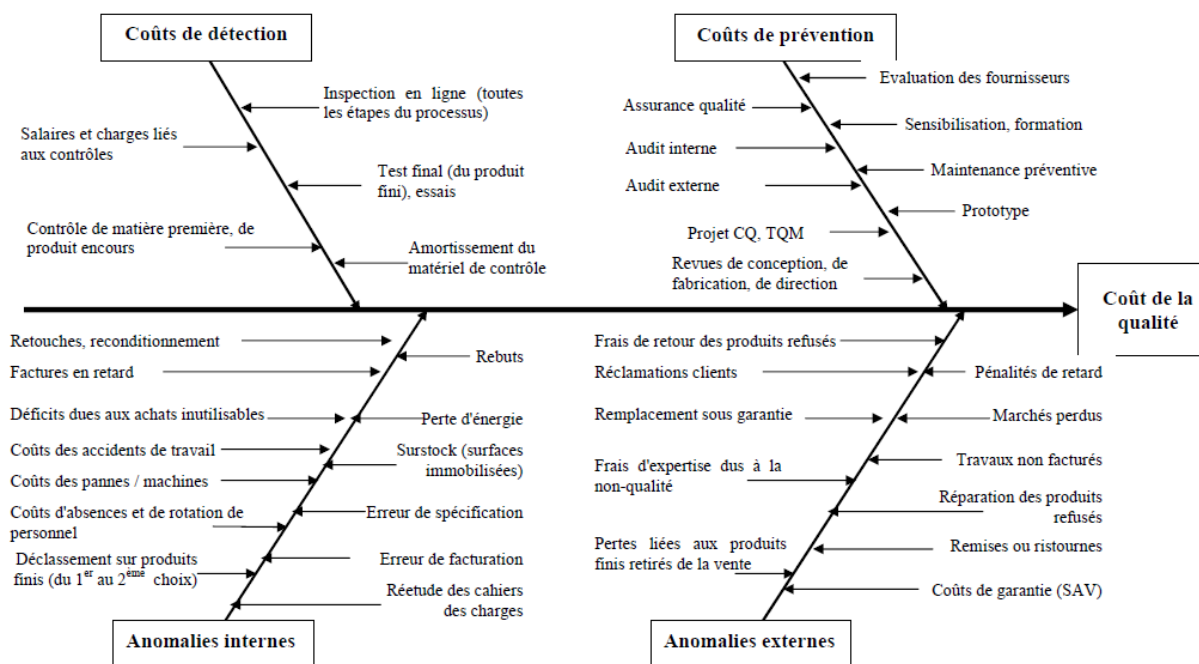 Coûts de détection
Inspection en ligne (toutes
les étapes du processus)
Salaires et charges liés
aux contrôles
Test final (du produit
fini), essais
Contrôle de matière première, de
produit encours
Amortissement du
matériel de contrôle
Coûts de prévention
Evaluation des fournisseurs
Assurance qualité
Sensibilisation, formation
Audit interne
Maintenance préventive
Audit externe
Prototype
Projet CQ, TQM
Revues de conception, de
fabrication, de direction
Coût de la
qualité
Retouches, reconditionnement
Rebuts
Factures en retard
Déficits dues aux achats inutilisables
Perte d'énergie
Coûts des accidents de travail
Surstock (surfaces
immobilisées)
Coûts des pannes / machines
Erreur de spécification
Coûts d'absences et de rotation de
personnel
Erreur de facturation
Déclassement sur produits
finis (du 1er au 2ème choix)
Réetude des cahiers
des charges
Anomalies internes
Frais de retour des produits refusés
Réclamations clients
Pénalités de retard
Remplacement sous garantie
Marchés perdus
Travaux non facturés
Frais d'expertise dus à la
non-qualité
Réparation des produits
refusés
Pertes liées aux produits
finis retirés de la vente
Remises ou ristournes
Coûts de garantie (SAV)
Anomalies externes